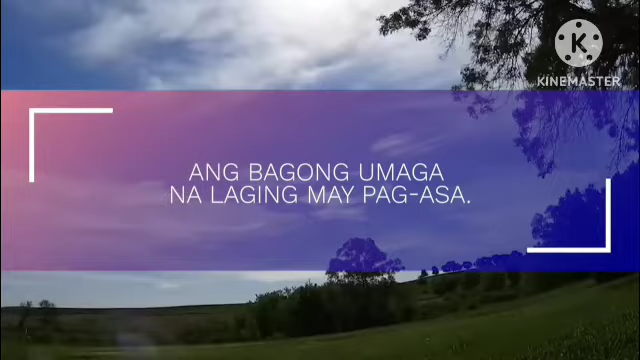 KINEMASTER
ANG BAGONG UMAGA
NA LAGING MAY PAG-ASA.